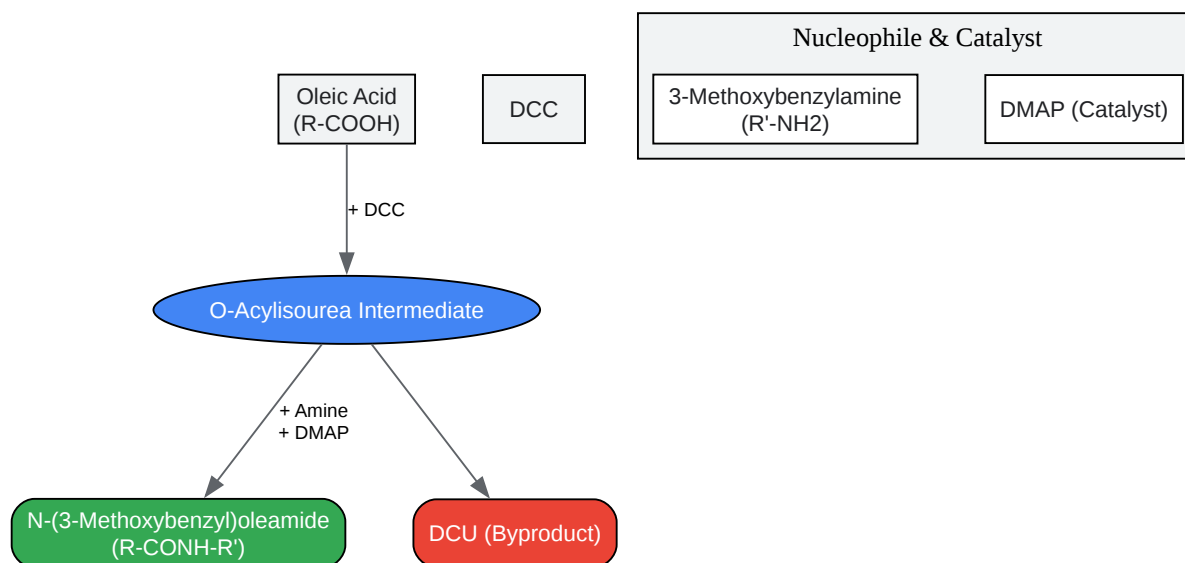 Nucleophile & Catalyst
Oleic Acid
(R-COOH)
DCC
3-Methoxybenzylamine
(R'-NH2)
DMAP (Catalyst)
+ DCC
O-Acylisourea Intermediate
+ Amine
+ DMAP
N-(3-Methoxybenzyl)oleamide
(R-CONH-R')
DCU (Byproduct)